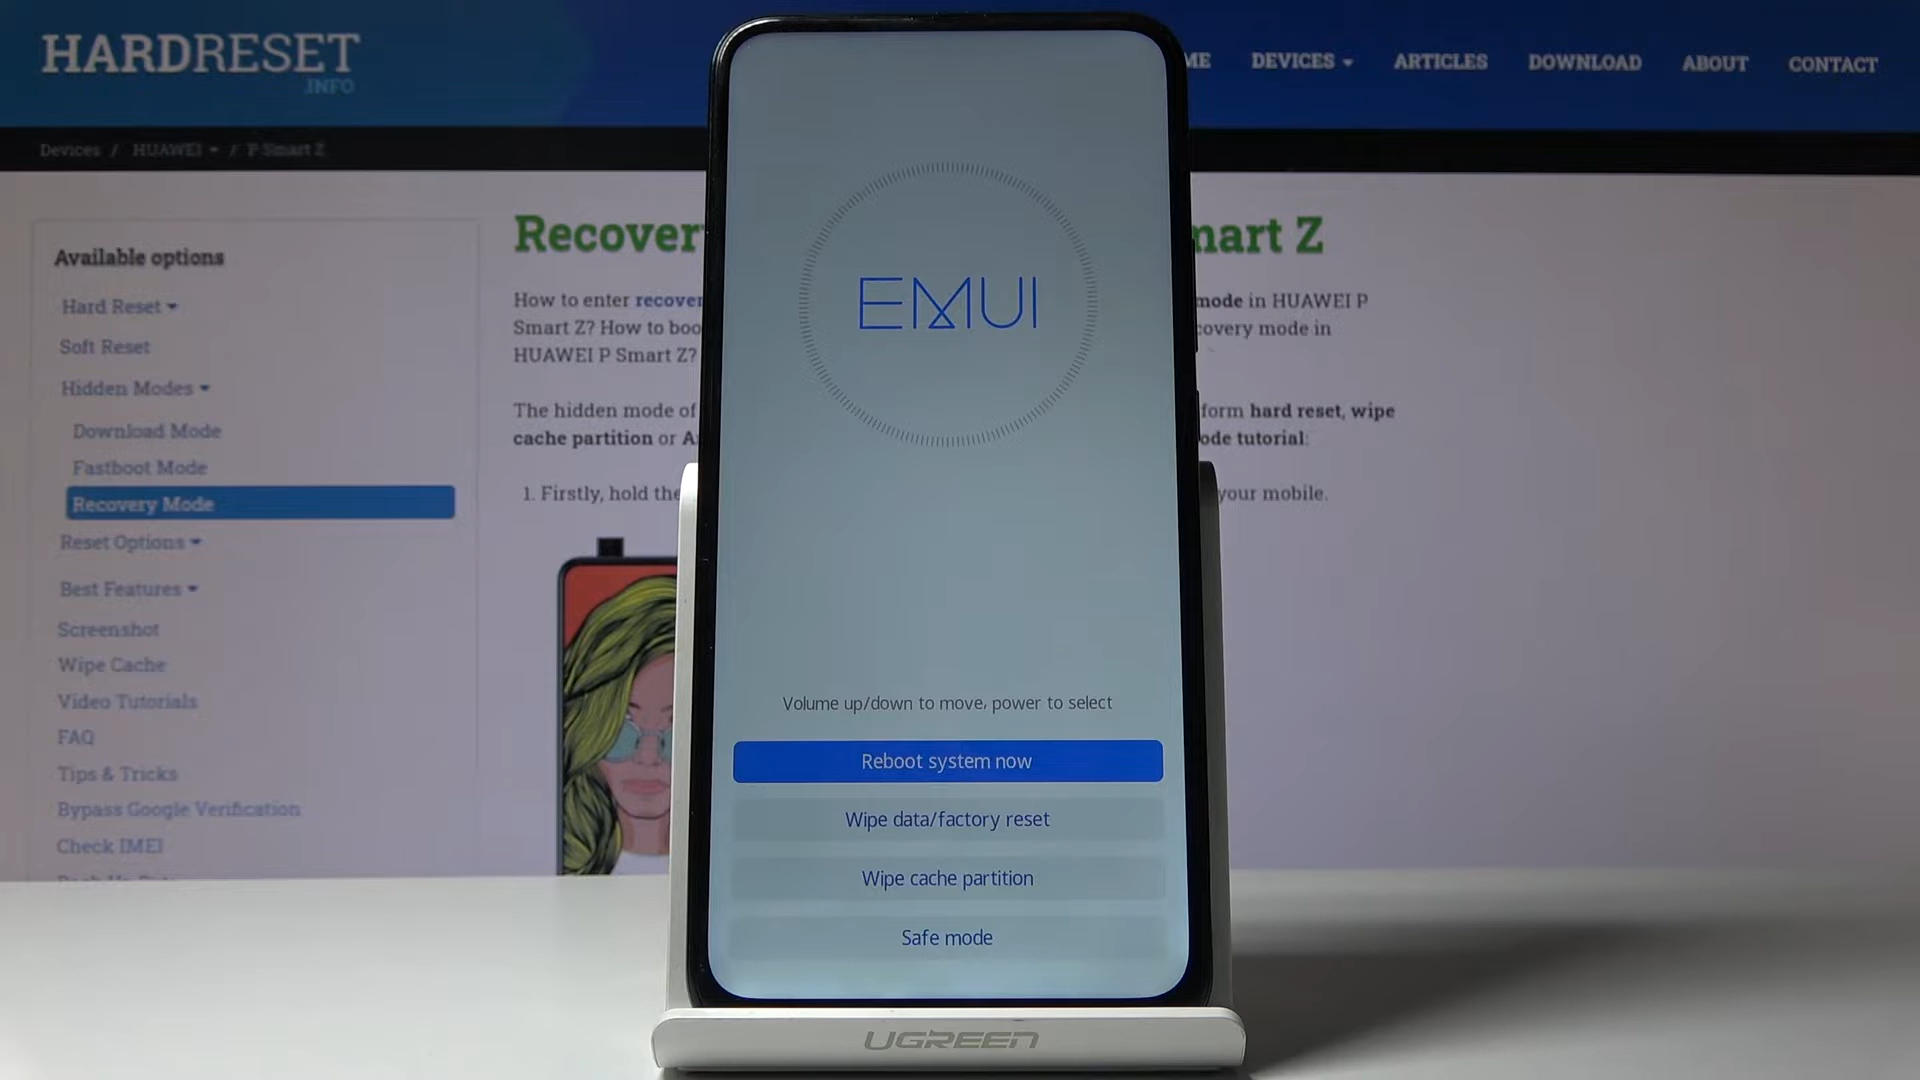 HARDRESET
.INFO
ME DEVICES ARTICLES DOWNLOAD ABOUT CONTACT
Devices / HUAWEI / P Smart Z
Available options
Hard Reset
Soft Reset
Hidden Modes
Download Mode
Fastboot Mode
Recovery Mode
Reset Options
Best Features
Screenshot
Wipe Cache
Video Tutorials
FAQ
Tips & Tricks
Bypass Google Verification
Check IMEI
Recover mart Z
How to enter recover mode in HUAWEI P
Smart Z? How to boo covery mode in
HUAWEI P Smart Z?
The hidden mode of form hard reset, wipe
cache partition or A ode tutorial:
1. Firstly, hold the your mobile.
EMUI
Volume up/down to move, power to select
Reboot system now
Wipe data/factory reset
Wipe cache partition
Safe mode
UGREEN